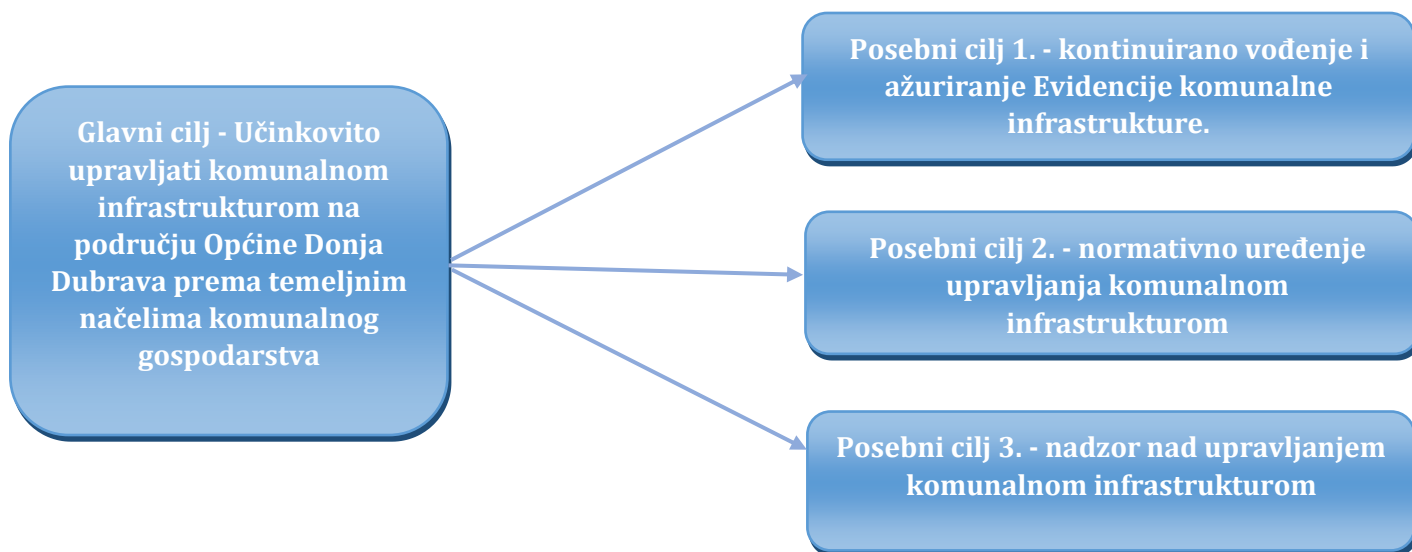 Glavni cilj - Učinkovito
upravljati komunalnom
infrastrukturom na
području Općine Donja
Dubrava prema temeljnim
načelima komunalnog
gospodarstva
Posebni cilj 1. - kontinuirano vođenje i
ažuriranje Evidencije komunalne
infrastrukture.
Posebni cilj 2. - normativno uređenje
upravljanja komunalnom
infrastrukturom
Posebni cilj 3. - nadzor nad upravljanjem
komunalnom infrastrukturom